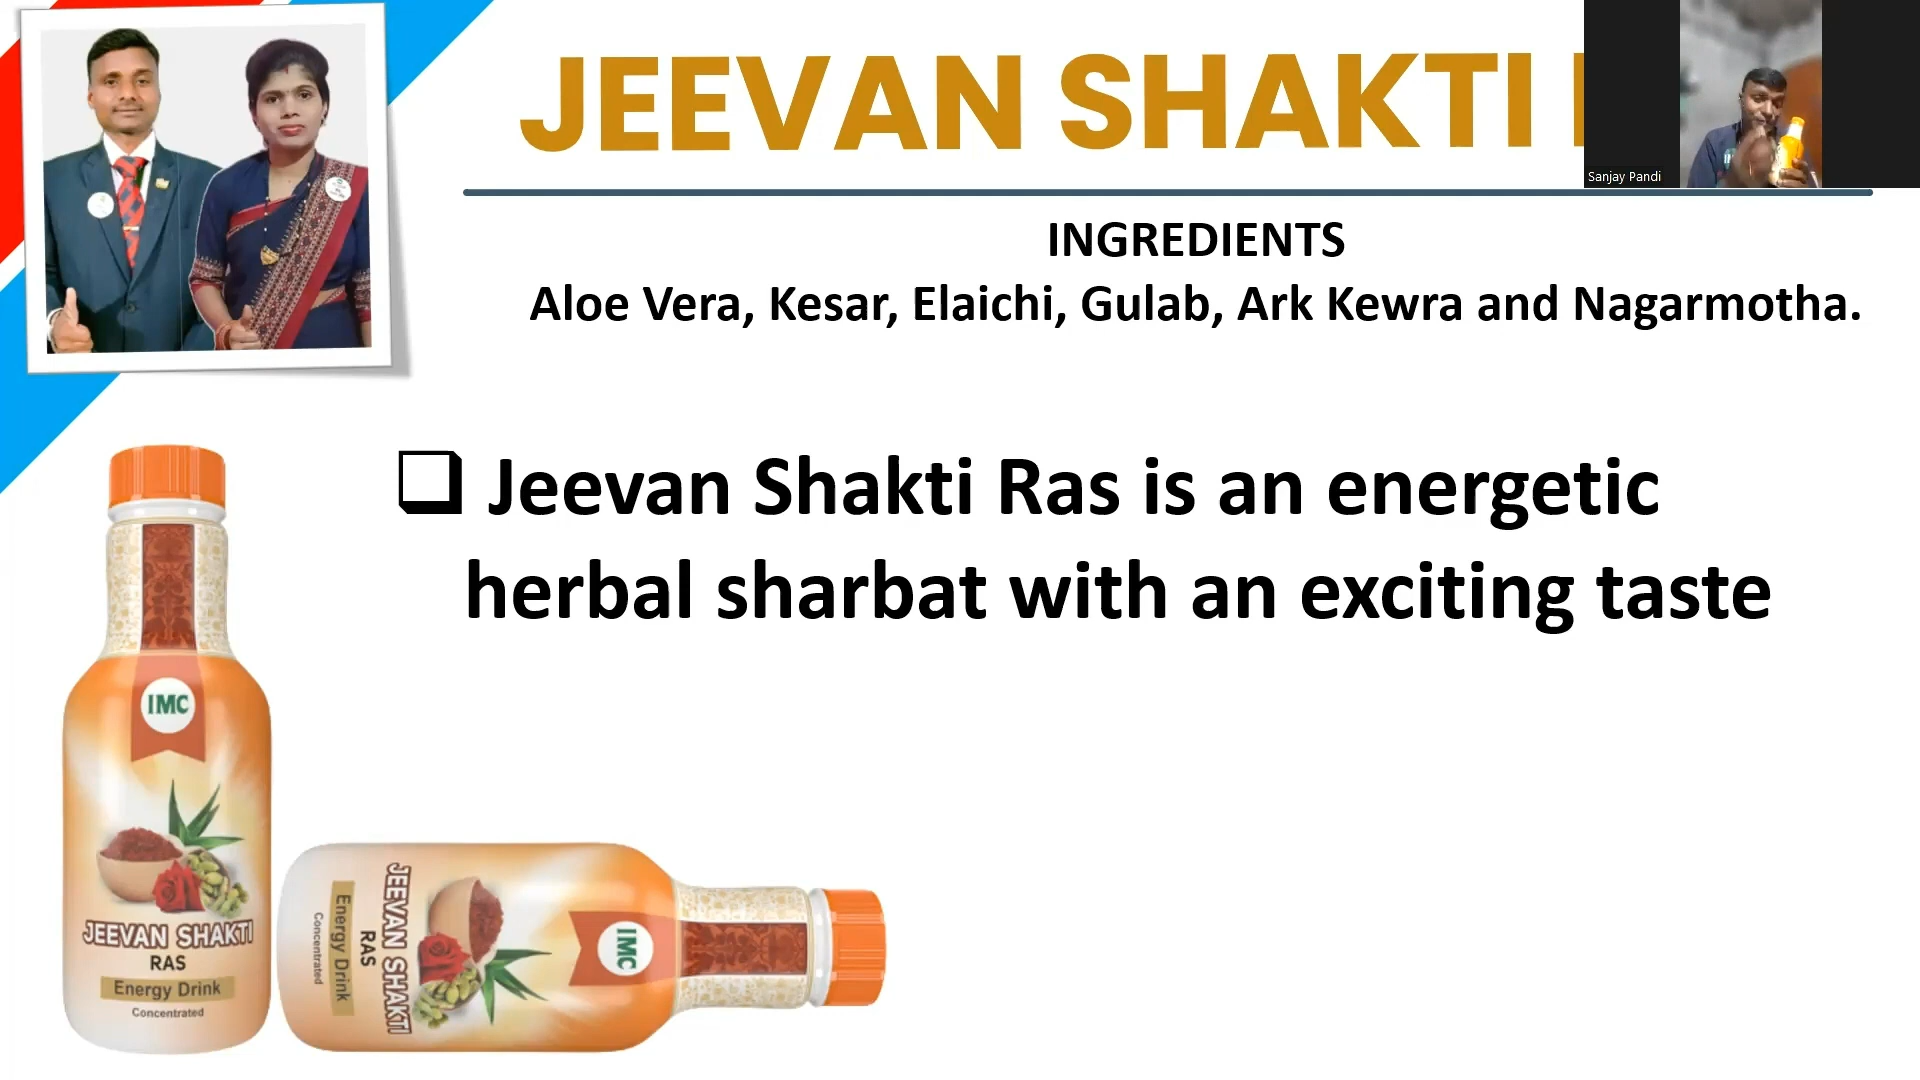 JEEVAN SHAKTI
Sanjay Pandi
INGREDIENTS
Aloe Vera, Kesar, Elaichi, Gulab, Ark Kewra and Nagarmotha.
Jeevan Shakti Ras is an energetic
herbal sharbat with an exciting taste
IMC
JEEVAN SHAKTI
RAS
Energy Drink
Concentrated
IMC
JEEVAN SHAKTI
RAS
Energy Drink
Concentrated